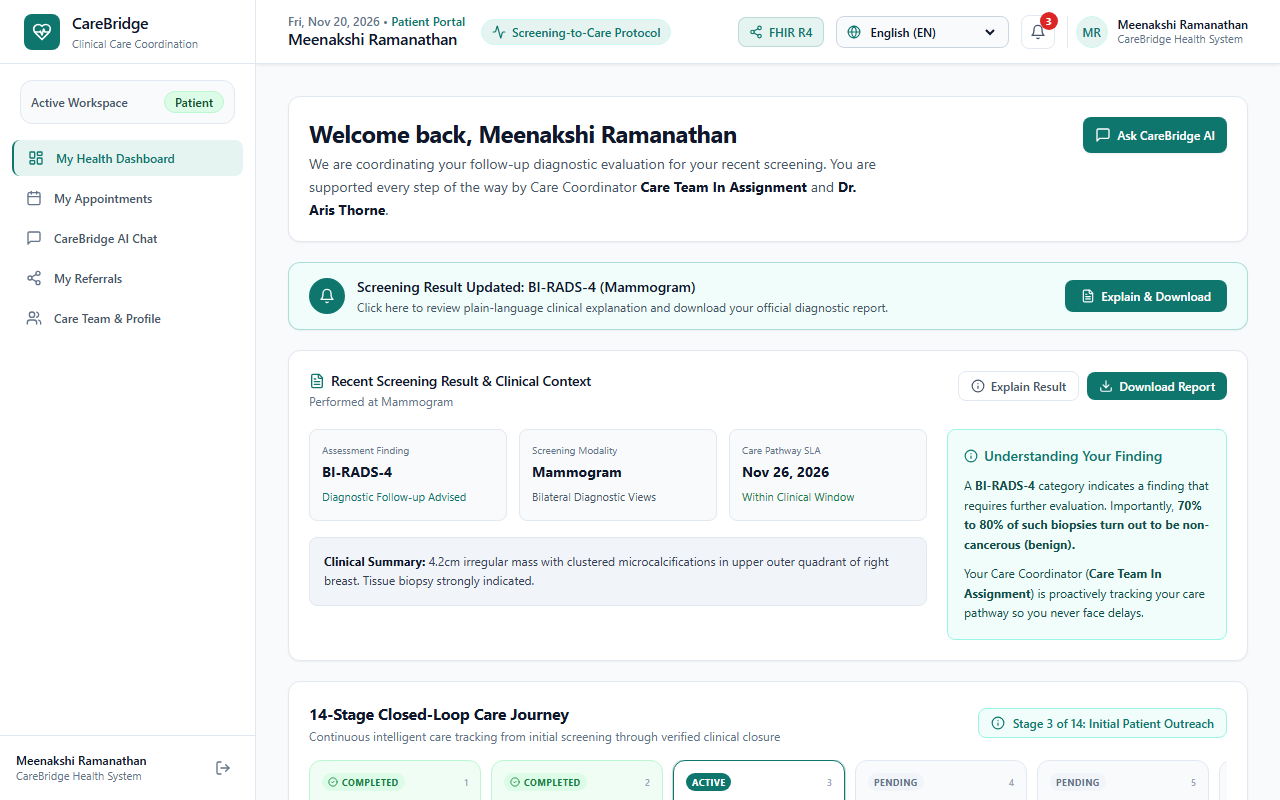 CareBridge
Clinical Care Coordination
Fri, Nov 20, 2026 • Patient Portal
Meenakshi Ramanathan
Screening-to-Care Protocol
FHIR R4
English (EN)
3
MR
Meenakshi Ramanathan
CareBridge Health System
Active Workspace
Patient
My Health Dashboard
My Appointments
CareBridge AI Chat
My Referrals
Care Team & Profile
Meenakshi Ramanathan
CareBridge Health System
Welcome back, Meenakshi Ramanathan
We are coordinating your follow-up diagnostic evaluation for your recent screening. You are
supported every step of the way by Care Coordinator Care Team In Assignment and Dr.
Aris Thorne.
Ask CareBridge AI
Screening Result Updated: BI-RADS-4 (Mammogram)
Click here to review plain-language clinical explanation and download your official diagnostic report.
Explain & Download
Recent Screening Result & Clinical Context
Performed at Mammogram
Explain Result
Download Report
Assessment Finding
BI-RADS-4
Diagnostic Follow-up Advised
Screening Modality
Mammogram
Bilateral Diagnostic Views
Care Pathway SLA
Nov 26, 2026
Within Clinical Window
Clinical Summary: 4.2cm irregular mass with clustered microcalcifications in upper outer quadrant of right
breast. Tissue biopsy strongly indicated.
Understanding Your Finding
A BI-RADS-4 category indicates a finding that
requires further evaluation. Importantly, 70%
to 80% of such biopsies turn out to be non-
cancerous (benign).
Your Care Coordinator (Care Team In
Assignment) is proactively tracking your care
pathway so you never face delays.
14-Stage Closed-Loop Care Journey
Continuous intelligent care tracking from initial screening through verified clinical closure
Stage 3 of 14: Initial Patient Outreach
COMPLETED 1
COMPLETED 2
ACTIVE 3
PENDING 4
PENDING 5